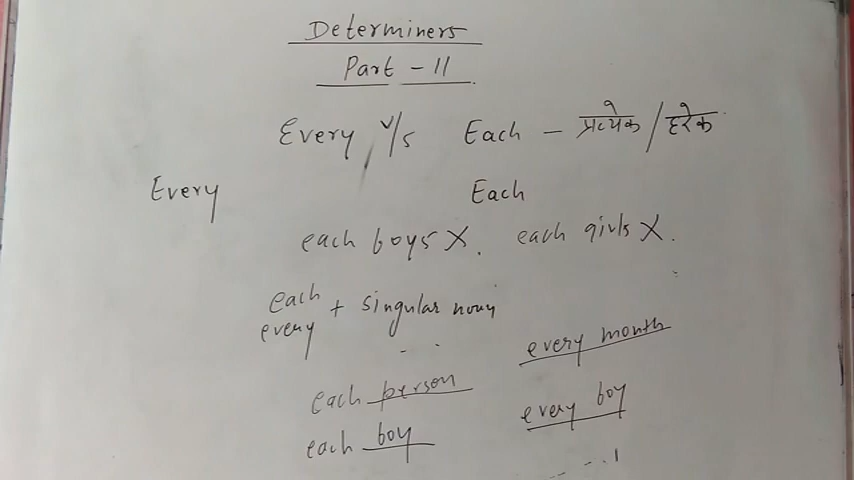 Determiners
Part - II
Every v/s Each - प्रत्येक / हरेक
Every Each
each boys X. each girls X.
each
every + singular noun
every month
each person
every boy
each boy